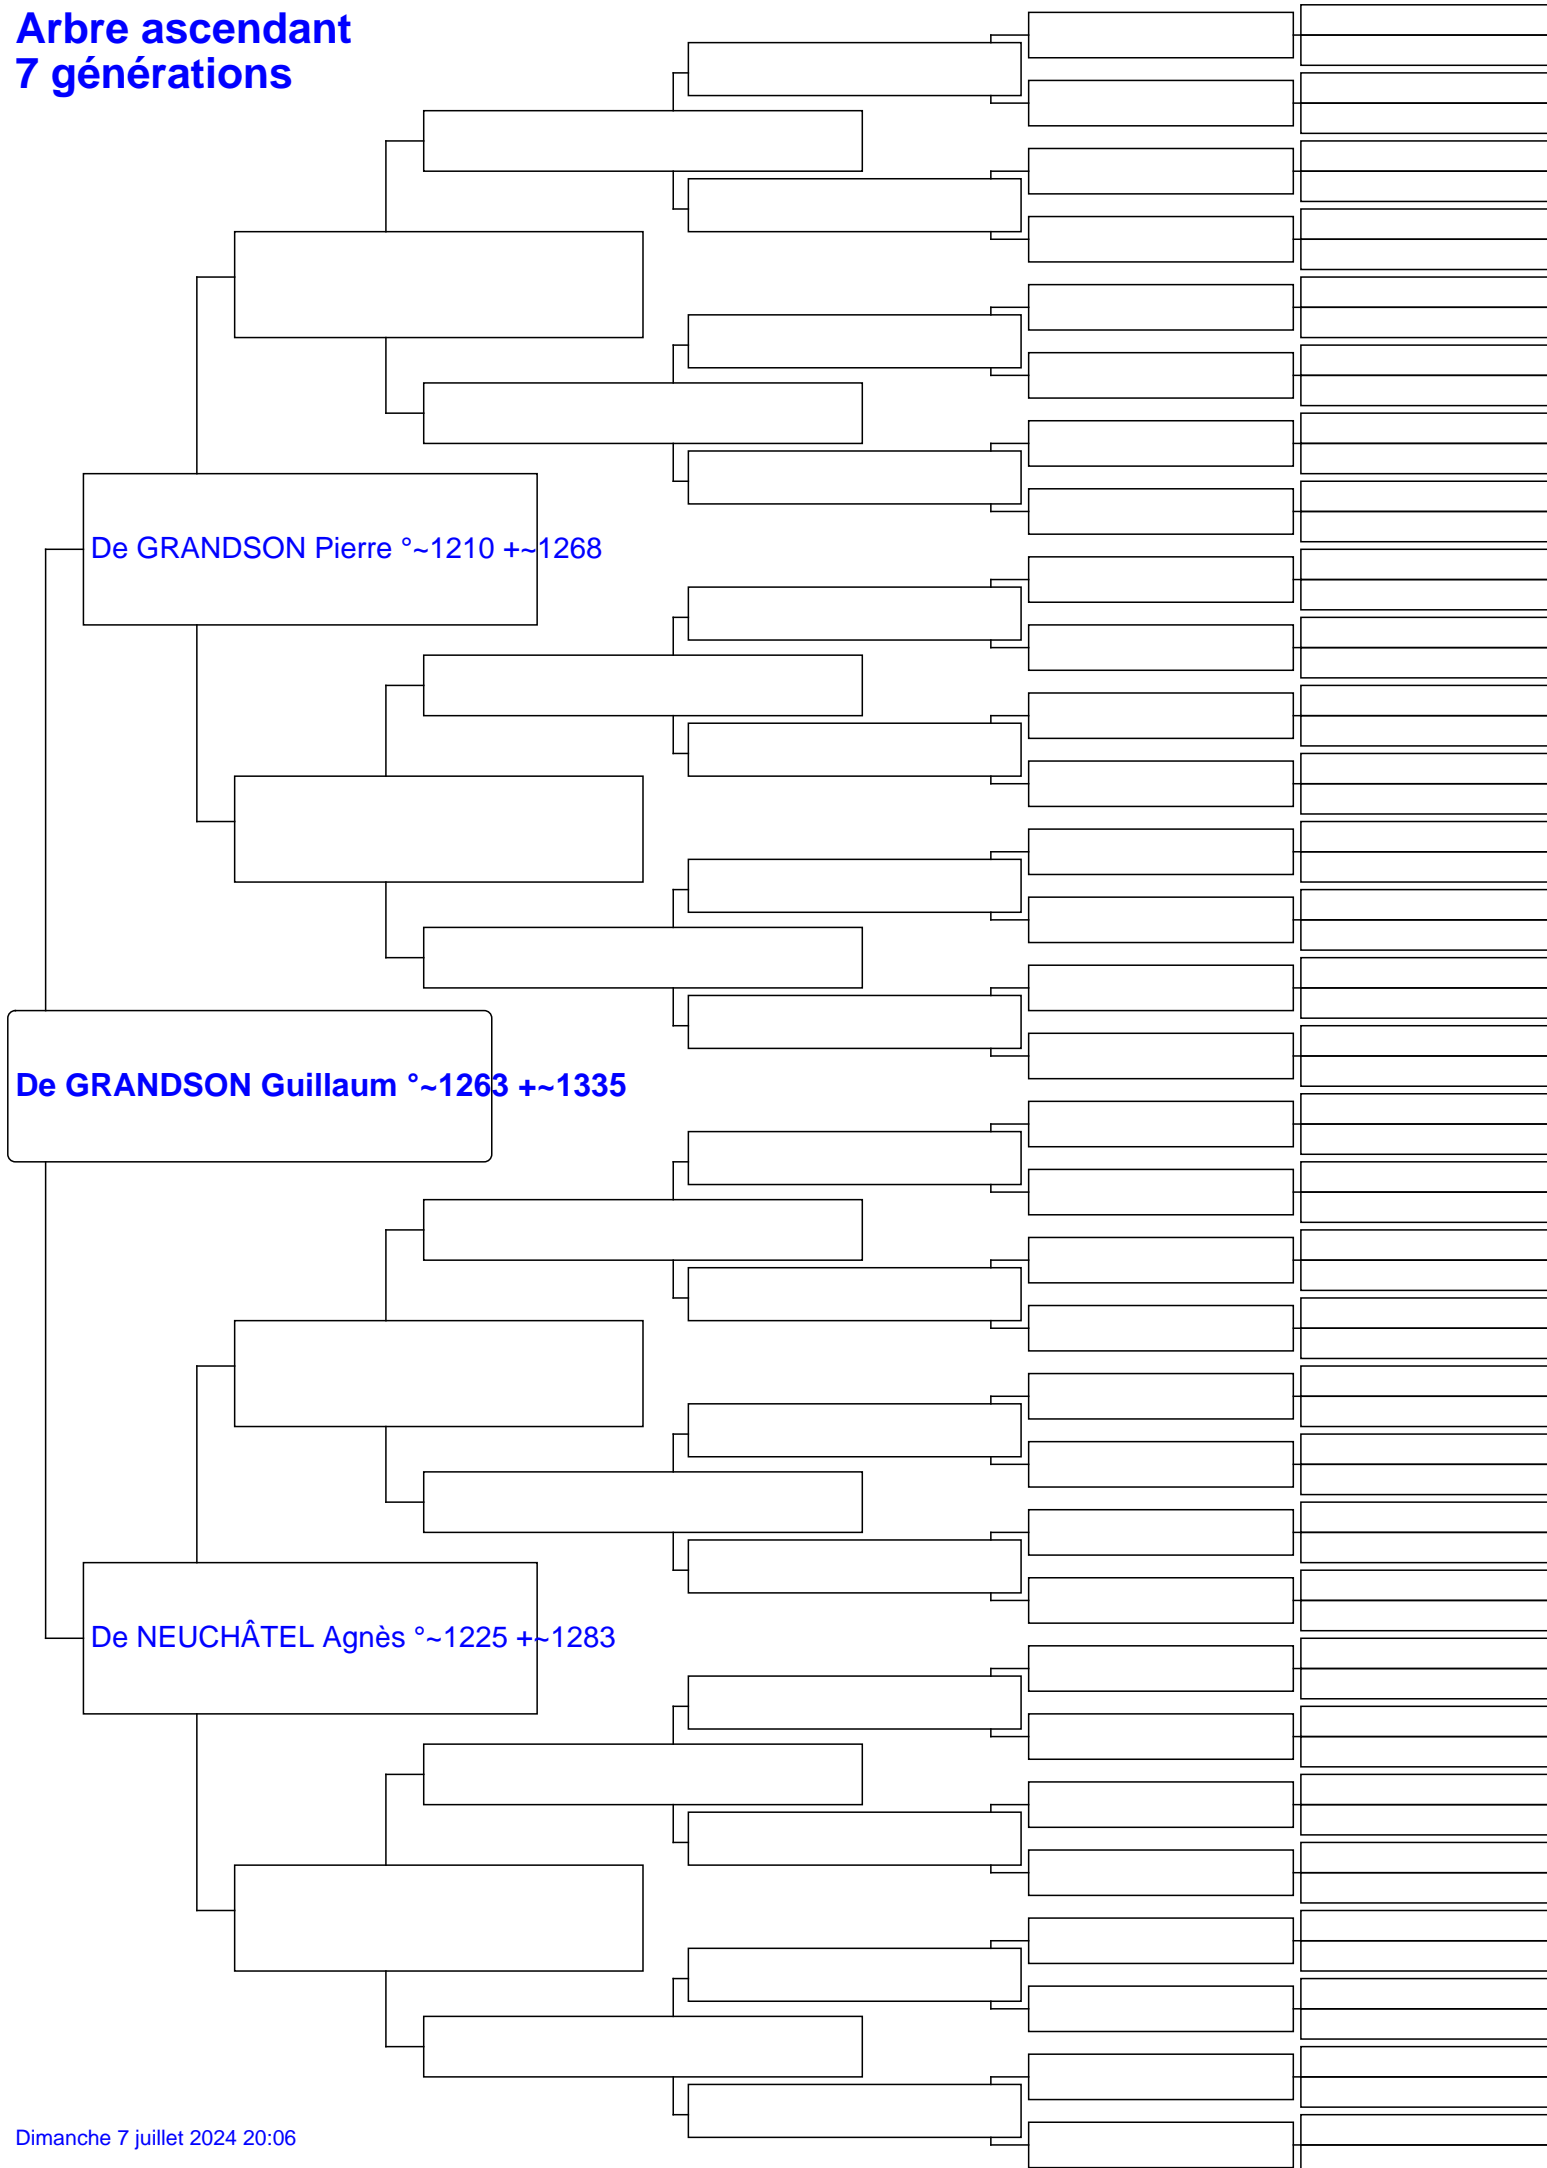 Arbre ascendant
7 générations
De GRANDSON Pierre °~1210 +~1268
De GRANDSON Guillaum °~1263 +~1335
De NEUCHÂTEL Agnès °~1225 +~1283
Dimanche 7 juillet 2024 20:06